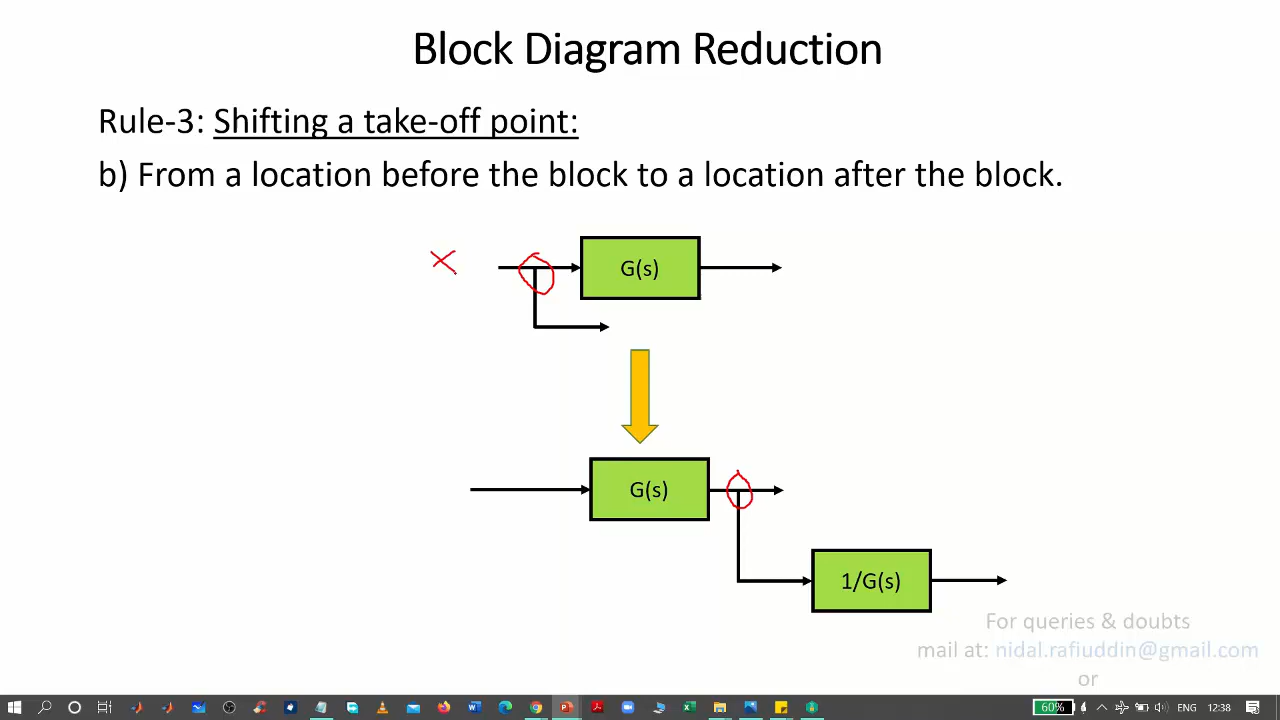 Block Diagram Reduction
Rule-3: Shifting a take-off point:
b) From a location before the block to a location after the block.
X
G(s)
G(s)
1/G(s)
For queries & doubts
mail at: nidal.rafiuddin@gmail.com
or
60%
ENG
12:38